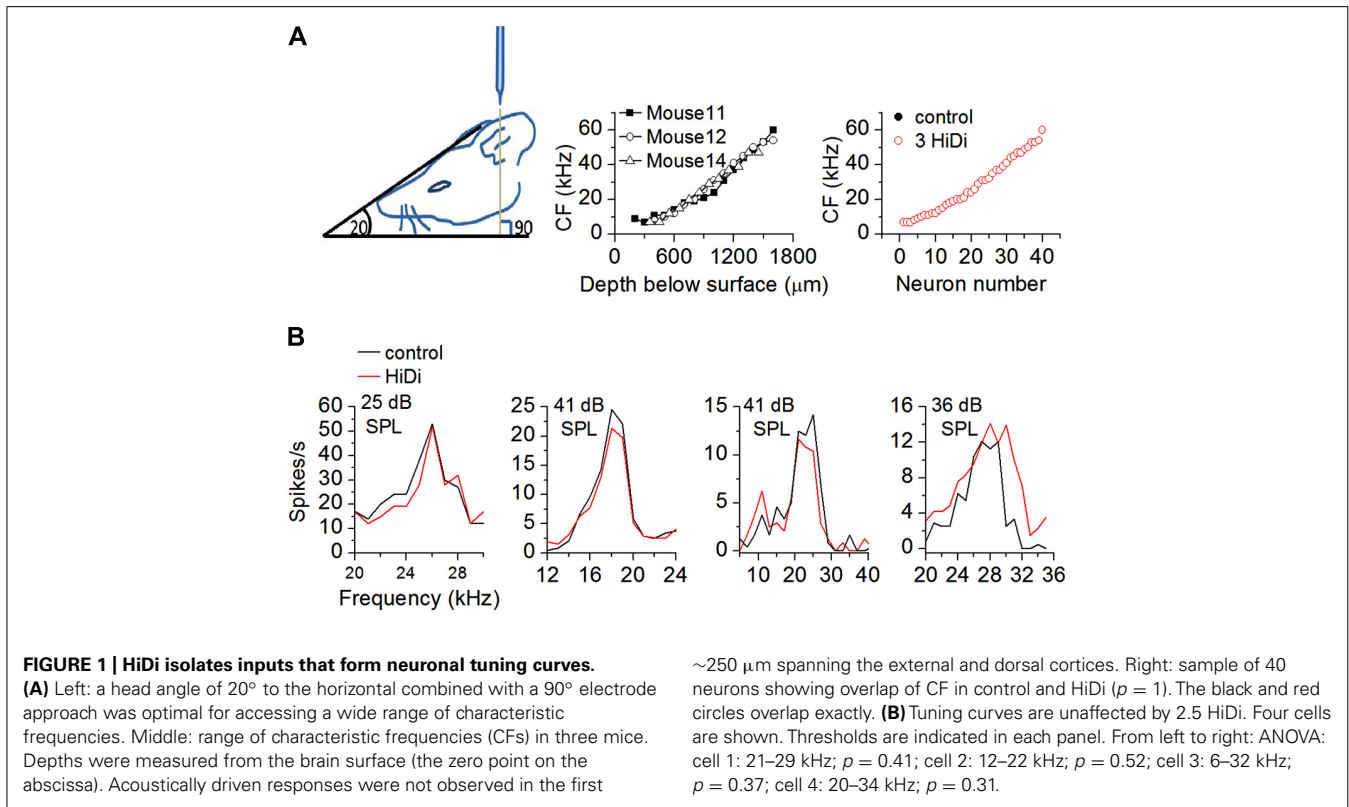 A
20
90
Mouse11
Mouse12
Mouse14
CF (kHz)
60
40
20
0
0 600 1200 1800
Depth below surface (μm)
control
3 HiDi
CF (kHz)
60
40
20
0
0 10 20 30 40
Neuron number
B
control
HiDi
25 dB
SPL
Spikes/s
60
50
40
30
20
10
0
20 24 28
Frequency (kHz)
41 dB
SPL
25
20
15
10
5
0
12 16 20 24
41 dB
SPL
15
10
5
0
10 20 30 40
36 dB
SPL
16
12
8
4
0
20 24 28 32 36
FIGURE 1 | HiDi isolates inputs that form neuronal tuning curves.
(A) Left: a head angle of 20° to the horizontal combined with a 90° electrode
approach was optimal for accessing a wide range of characteristic
frequencies. Middle: range of characteristic frequencies (CFs) in three mice.
Depths were measured from the brain surface (the zero point on the
abscissa). Acoustically driven responses were not observed in the first
~250 μm spanning the external and dorsal cortices. Right: sample of 40
neurons showing overlap of CF in control and HiDi (p = 1). The black and red
circles overlap exactly. (B) Tuning curves are unaffected by 2.5 HiDi. Four cells
are shown. Thresholds are indicated in each panel. From left to right: ANOVA:
cell 1: 21–29 kHz; p = 0.41; cell 2: 12–22 kHz; p = 0.52; cell 3: 6–32 kHz;
p = 0.37; cell 4: 20–34 kHz; p = 0.31.